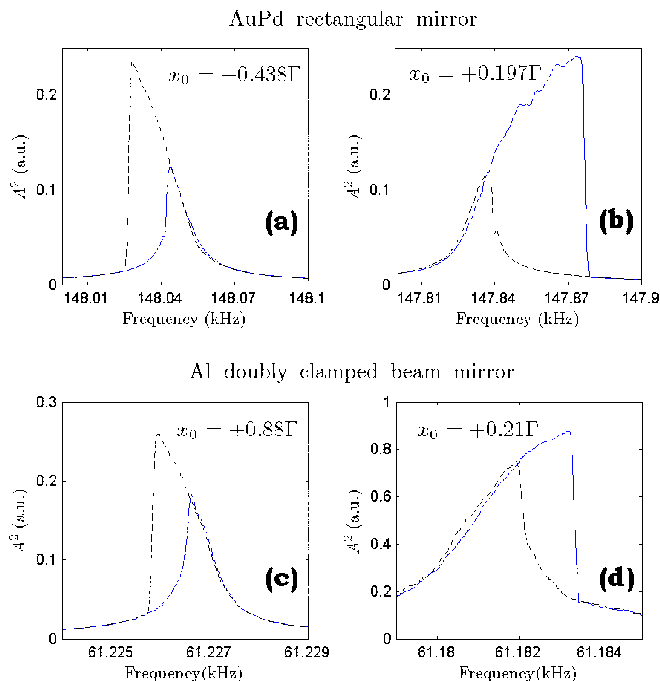 AuPd rectangular mirror
x₀ = −0.438Γ
x₀ = +0.197Γ
A² (a.u.)
A² (a.u.)
0.2
0.1
0
0.2
0.1
0
(a)
(b)
148.01 148.04 148.07 148.1
147.81 147.84 147.87 147.9
Frequency (kHz)
Frequency (kHz)
Al doubly clamped beam mirror
x₀ = +0.88Γ
x₀ = +0.21Γ
A² (a.u.)
A² (a.u.)
0.3
0.2
0.1
0
1
0.8
0.6
0.4
0.2
0
(c)
(d)
61.225 61.227 61.229
61.18 61.182 61.184
Frequency(kHz)
Frequency(kHz)